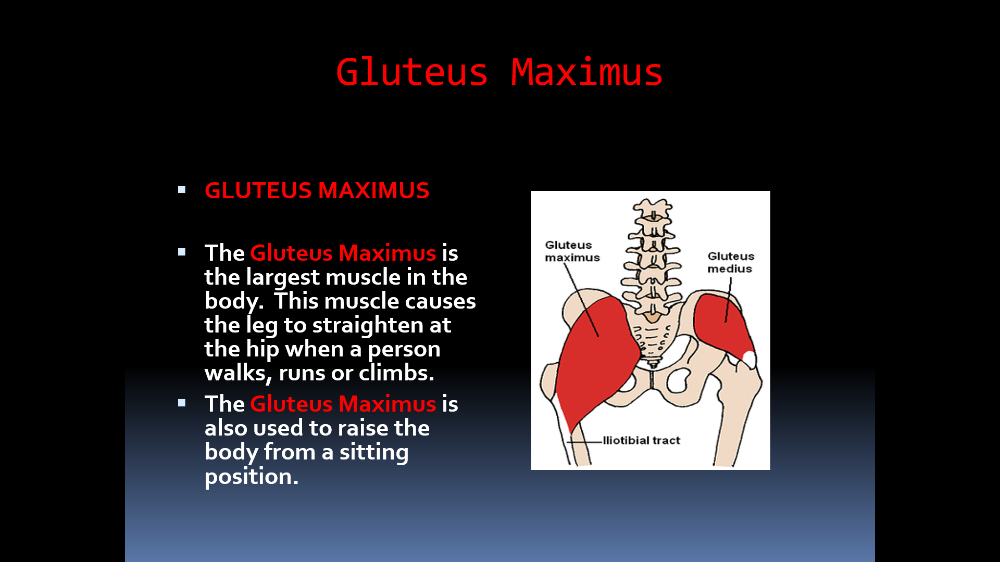 Gluteus Maximus
GLUTEUS MAXIMUS
The Gluteus Maximus is
the largest muscle in the
body.  This muscle causes
the leg to straighten at
the hip when a person
walks, runs or climbs.
The Gluteus Maximus is
also used to raise the
body from a sitting
position.
Gluteus
maximus
Gluteus
medius
Iliotibial tract